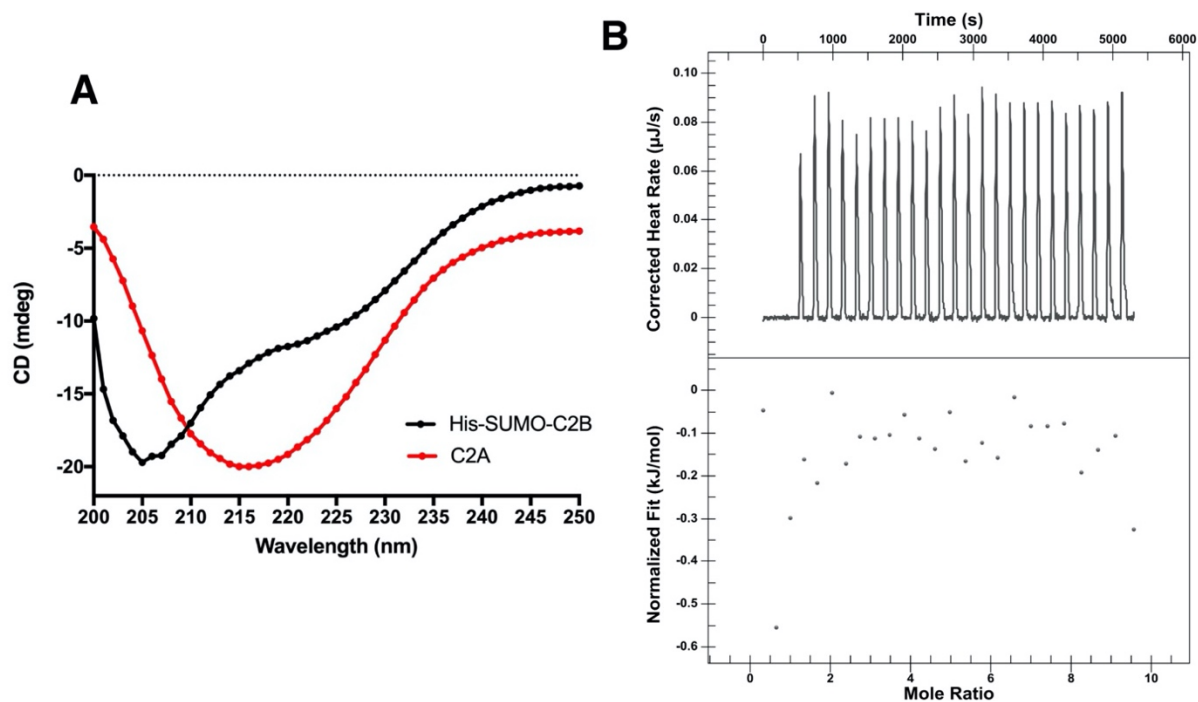 A
CD (mdeg)
0
-5
-10
-15
-20
His-SUMO-C2B
C2A
200 205 210 215 220 225 230 235 240 245 250
Wavelength (nm)
B
Time (s)
0 1000 2000 3000 4000 5000 6000
Corrected Heat Rate (µJ/s)
0.10
0.08
0.06
0.04
0.02
0
Normalized Fit (kJ/mol)
0
-0.1
-0.2
-0.3
-0.4
-0.5
-0.6
0 2 4 6 8 10
Mole Ratio